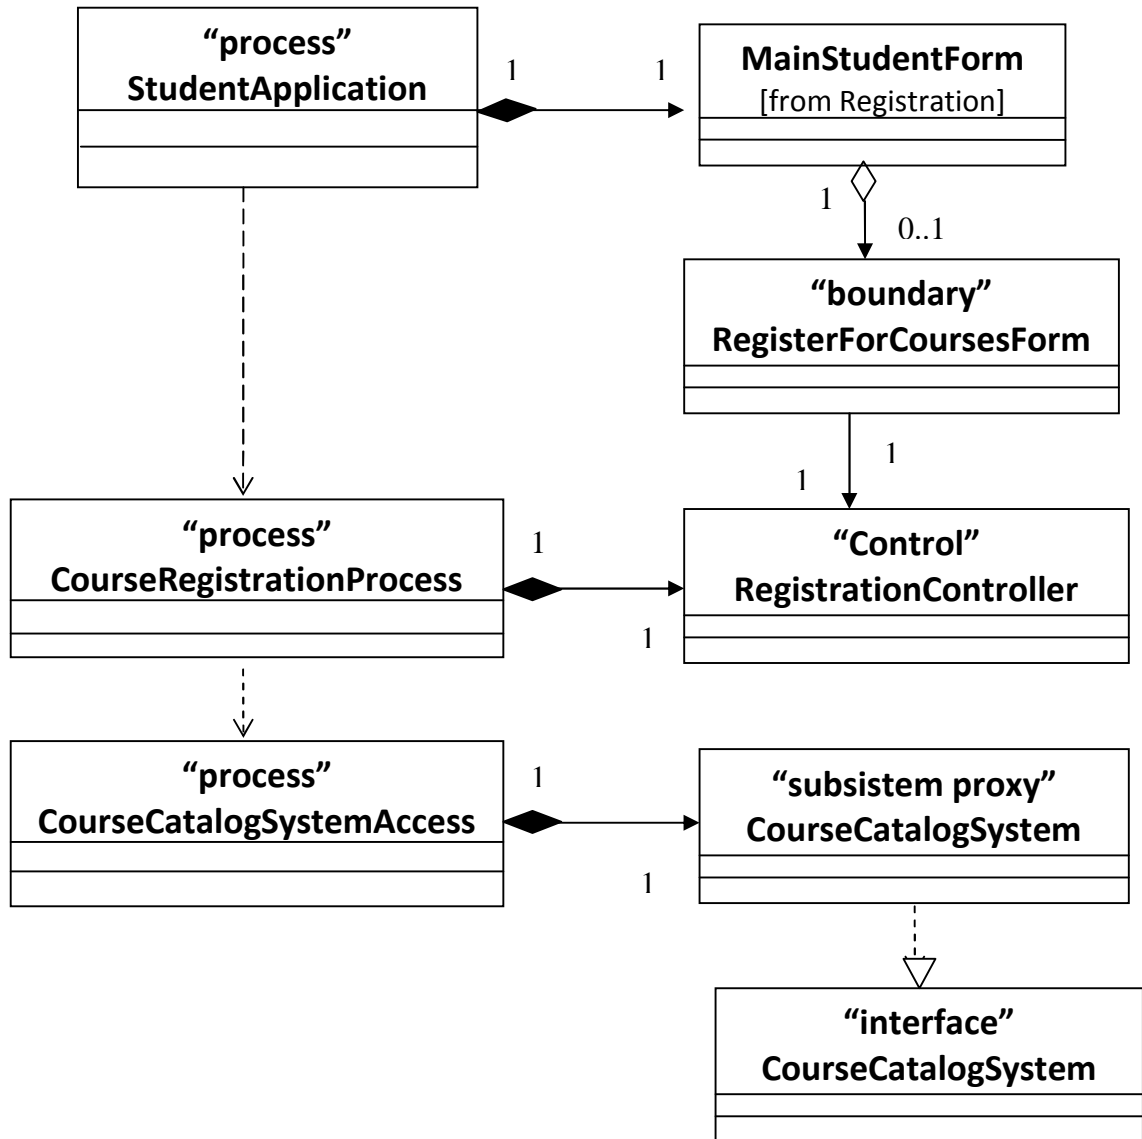 “process”
StudentApplication
1
1
MainStudentForm
[from Registration]
1
0..1
“boundary”
RegisterForCoursesForm
1
1
“process”
CourseRegistrationProcess
1
1
“Control”
RegistrationController
“process”
CourseCatalogSystemAccess
1
1
“subsistem proxy”
CourseCatalogSystem
“interface”
CourseCatalogSystem